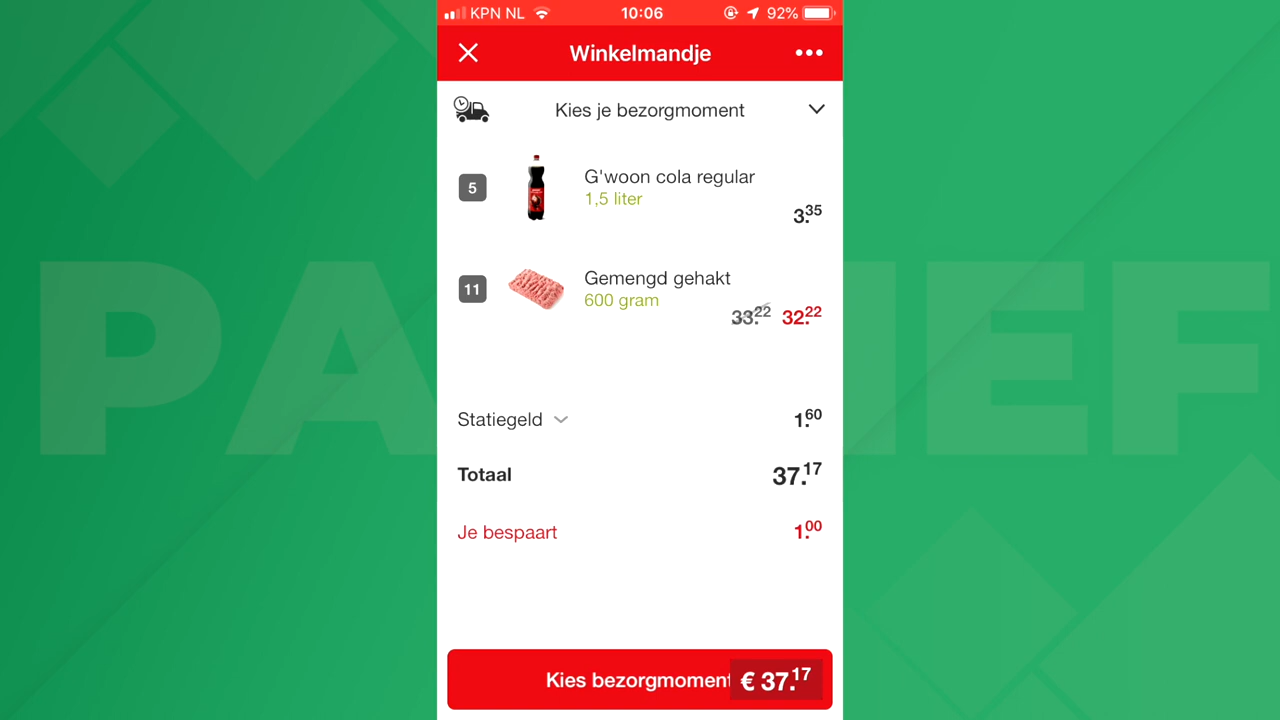 KPN NL 10:06 92%
Winkelmandje
Kies je bezorgmoment
5 G'woon cola regular
1,5 liter
3.35
11 Gemengd gehakt
600 gram
33.22 32.22
Statiegeld 1.60
Totaal 37.17
Je bespaart 1.00
Kies bezorgmoment € 37.17